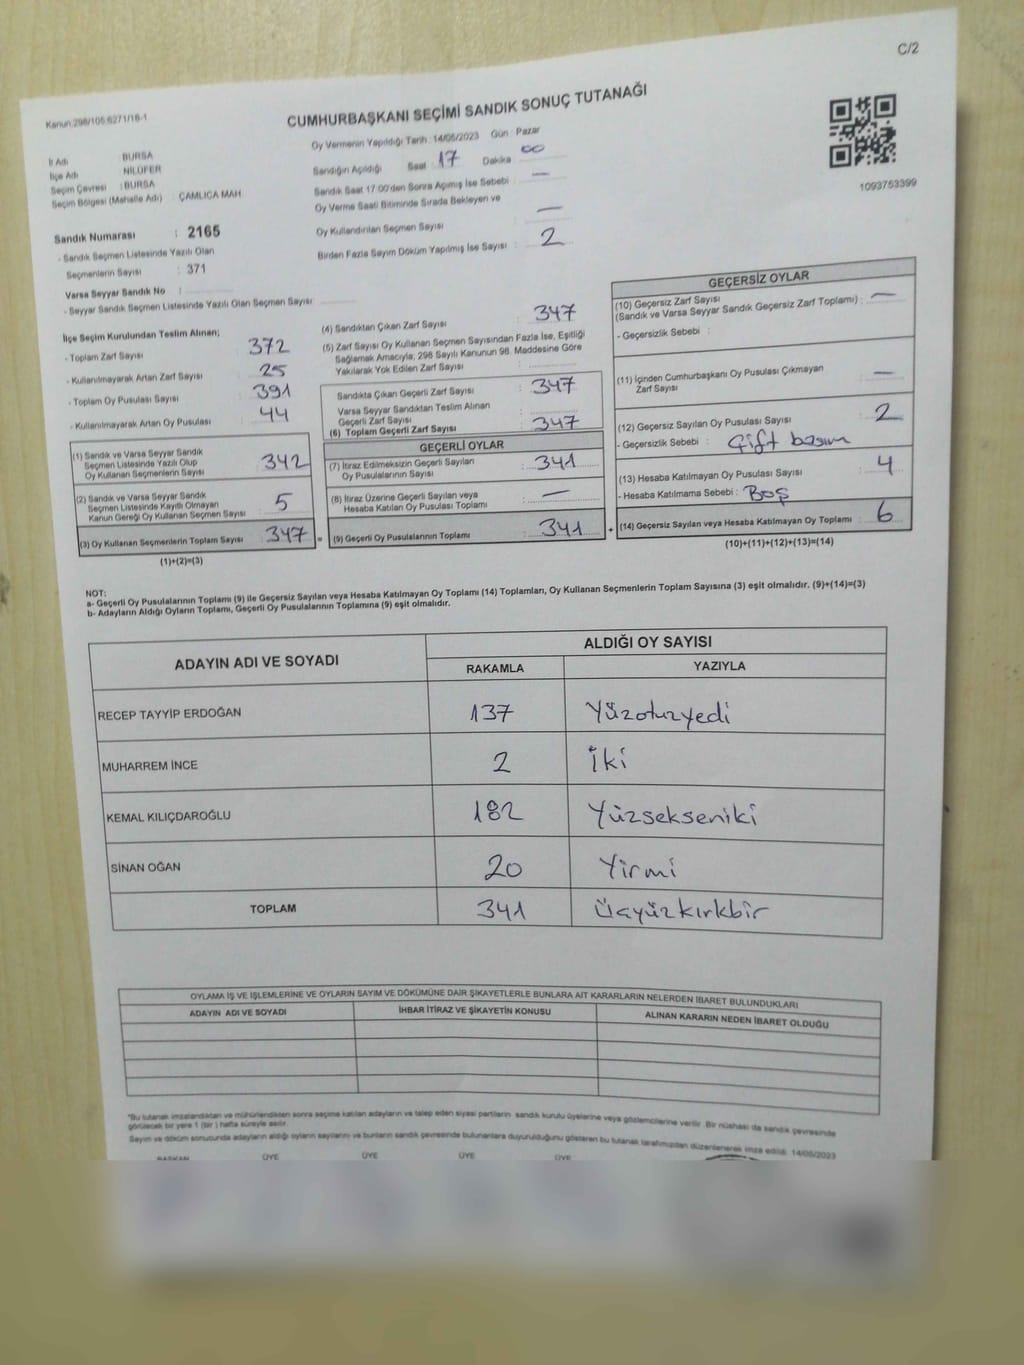 C/2
Kanun:298/105,6271/16-1
CUMHURBAŞKANI SEÇİMİ SANDIK SONUÇ TUTANAĞI
Oy Vermenin Yapıldığı Tarih : 14/05/2023 Gün : Pazar
İl Adı : BURSA
İlçe Adı : NİLÜFER
Seçim Çevresi : BURSA
Seçim Bölgesi (Mahalle Adı) : ÇAMLICA MAH.
Sandığın Açıldığı Saat : 17 Dakika : 00
Sandık Saat 17:00'den Sonra Açımış İse Sebebi : —
Oy Verme Saati Bitiminde Sırada Bekleyen ve
Oy Kullandırılan Seçmen Sayısı : —
Birden Fazla Sayım Döküm Yapılmış İse Sayısı : 2
1093753399
Sandık Numarası : 2165
- Sandık Seçmen Listesinde Yazılı Olan
Seçmenlerin Sayısı : 371
Varsa Seyyar Sandık No :
- Seyyar Sandık Seçmen Listesinde Yazılı Olan Seçmen Sayısı
İlçe Seçim Kurulundan Teslim Alınan;
- Toplam Zarf Sayısı : 372
- Kullanılmayarak Artan Zarf Sayısı : 25
- Toplam Oy Pusulası Sayısı : 391
- Kullanılmayarak Artan Oy Pusulası : 44
(1) Sandık ve Varsa Seyyar Sandık
Seçmen Listesinde Yazılı Olup
Oy Kullanan Seçmenlerin Sayısı : 342
(2) Sandık ve Varsa Seyyar Sandık
Seçmen Listesinde Kayıtlı Olmayan
Kanun Gereği Oy Kullanan Seçmen Sayısı : 5
(3) Oy Kullanan Seçmenlerin Toplam Sayısı : 347 =
(1)+(2)=(3)
(4) Sandıktan Çıkan Zarf Sayısı : 347
(5) Zarf Sayısı Oy Kullanan Seçmen Sayısından Fazla İse, Eşitliği
Sağlamak Amacıyla, 298 Sayılı Kanunun 98. Maddesine Göre
Yakılarak Yok Edilen Zarf Sayısı :
Sandıkta Çıkan Geçerli Zarf Sayısı : 347
Varsa Seyyar Sandıktan Teslim Alınan
Geçerli Zarf Sayısı :
(6) Toplam Geçerli Zarf Sayısı : 347
GEÇERLİ OYLAR
(7) İtiraz Edilmeksizin Geçerli Sayılan
Oy Pusulalarının Sayısı : 341
(8) İtiraz Üzerine Geçerli Sayılan veya
Hesaba Katılan Oy Pusulası Toplamı : —
(9) Geçerli Oy Pusulalarının Toplamı : 341 +
GEÇERSİZ OYLAR
(10) Geçersiz Zarf Sayısı
(Sandık ve Varsa Seyyar Sandık Geçersiz Zarf Toplamı) : —
- Geçersizlik Sebebi :
(11) İçinden Cumhurbaşkanı Oy Pusulası Çıkmayan
Zarf Sayısı : —
(12) Geçersiz Sayılan Oy Pusulası Sayısı : 2
- Geçersizlik Sebebi : Çift basım
(13) Hesaba Katılmayan Oy Pusulası Sayısı : 4
- Hesaba Katılmama Sebebi : Boş
(14) Geçersiz Sayılan veya Hesaba Katılmayan Oy Toplamı : 6
(10)+(11)+(12)+(13)=(14)
NOT:
a- Geçerli Oy Pusulalarının Toplamı (9) ile Geçersiz Sayılan veya Hesaba Katılmayan Oy Toplamı (14) Toplamları, Oy Kullanan Seçmenlerin Toplam Sayısına (3) eşit olmalıdır. (9)+(14)=(3)
b- Adayların Aldığı Oyların Toplamı, Geçerli Oy Pusulalarının Toplamına (9) eşit olmalıdır.
ADAYIN ADI VE SOYADI ALDIĞI OY SAYISI
RAKAMLA YAZIYLA
RECEP TAYYİP ERDOĞAN 137 Yüzotuzyedi
MUHARREM İNCE 2 İki
KEMAL KILIÇDAROĞLU 182 Yüzsekseniki
SİNAN OĞAN 20 Yirmi
TOPLAM 341 Üçyüzkırkbir
OYLAMA İŞ VE İŞLEMLERİNE VE OYLARIN SAYIM VE DÖKÜMÜNE DAİR ŞİKAYETLERLE BUNLARA AİT KARARLARIN NELERDEN İBARET BULUNDUKLARI
ADAYIN ADI VE SOYADI İHBAR İTİRAZ VE ŞİKAYETİN KONUSU ALINAN KARARIN NEDEN İBARET OLDUĞU
*Bu tutanak imzalandıktan ve mühürlendikten sonra seçime katılan adayların ve talep eden siyasi partilerin sandık kurulu üyelerine veya gözlemcilerine verilir. Bir nüshası da sandık çevresinde
görülecek bir yere 1 (bir ) hafta süreyle asılır.
Sayım ve döküm sonucunda adayların aldığı oyların sayılarını ve bunların sandık çevresinde bulunanlara duyurulduğunu gösteren bu tutanak tarafımızdan düzenlenerek imza edildi. 14/05/2023
BAŞKAN ÜYE ÜYE ÜYE ÜYE